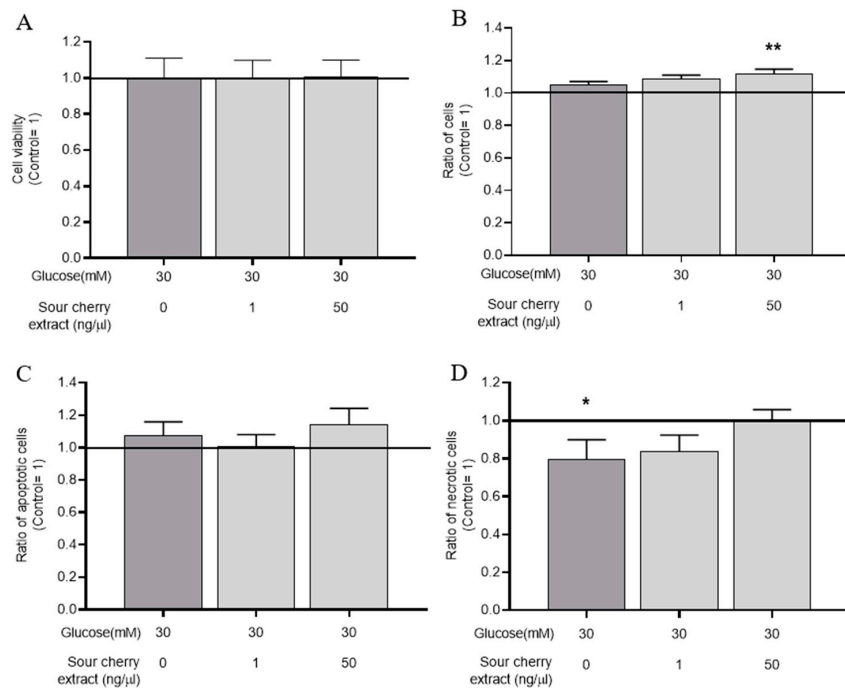 A
Cell viability
(Control= 1)
1.2
1.0
0.8
0.6
0.4
0.2
0.0
Glucose(mM) 30 30 30
Sour cherry
extract (ng/µl) 0 1 50
B
Ratio of cells
(Control= 1)
1.4
1.2
1.0
0.8
0.6
0.4
0.2
0.0
**
Glucose(mM) 30 30 30
Sour cherry
extract (ng/µl) 0 1 50
C
Ratio of apoptotic cells
(Control= 1)
1.4
1.2
1.0
0.8
0.6
0.4
0.2
0.0
Glucose(mM) 30 30 30
Sour cherry
extract (ng/µl) 0 1 50
D
Ratio of necrotic cells
(Control= 1)
1.2
1.0
0.8
0.6
0.4
0.2
0.0
*
Glucose(mM) 30 30 30
Sour cherry
extract (ng/µl) 0 1 50